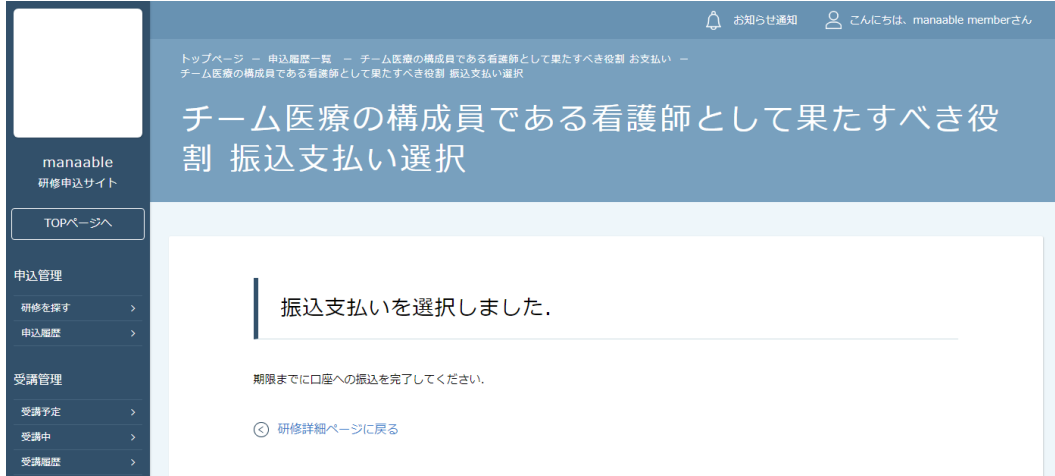 お知らせ通知
こんにちは、manaable memberさん
トップページ － 申込履歴一覧 － チーム医療の構成員である看護師として果たすべき役割 お支払い －
チーム医療の構成員である看護師として果たすべき役割 振込支払い選択
チーム医療の構成員である看護師として果たすべき役
割 振込支払い選択
manaable
研修申込サイト
TOPページへ
申込管理
研修を探す
申込履歴
受講管理
受講予定
受講中
受講履歴
振込支払いを選択しました.
期限までに口座への振込を完了してください.
研修詳細ページに戻る